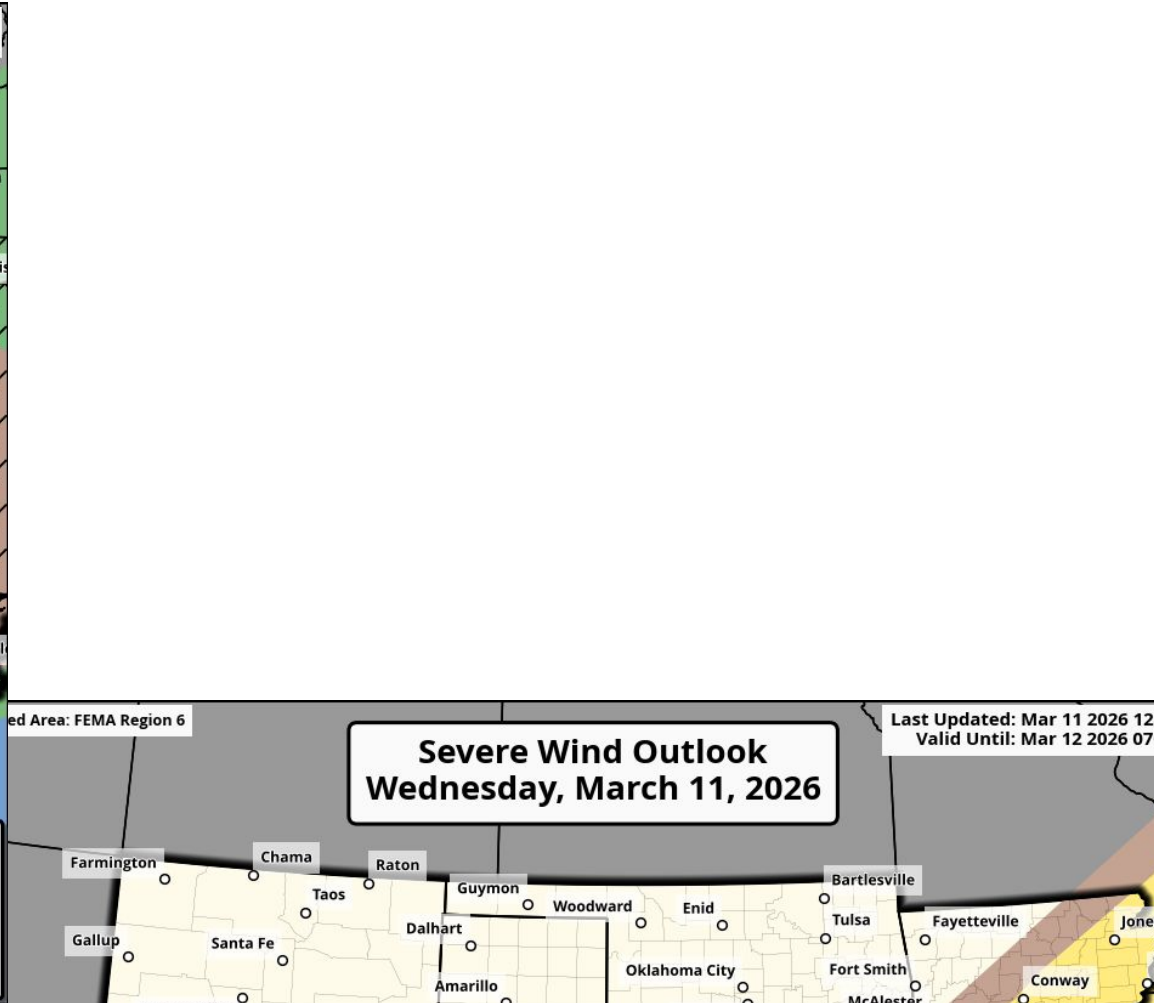 ed Area: FEMA Region 6
Severe Wind Outlook
Wednesday, March 11, 2026
Last Updated: Mar 11 2026 12
Valid Until: Mar 12 2026 07
Farmington
Chama
Raton
Taos
Guymon
Woodward
Enid
Bartlesville
Tulsa
Fayetteville
Jone
Gallup
Santa Fe
Dalhart
Oklahoma City
Fort Smith
Conway
Amarillo
McAlester